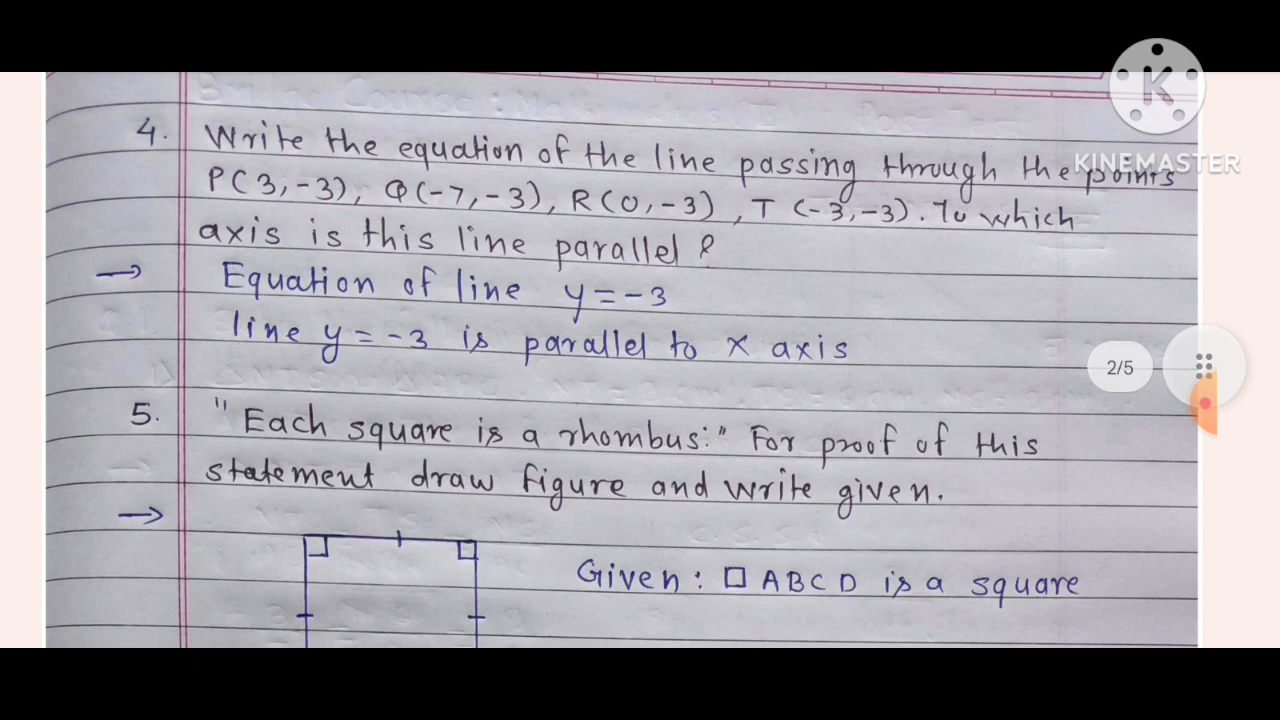 4. Write the equation of the line passing through the points
P(3,-3), Q(-7,-3), R(0,-3), T(-3,-3). To which
axis is this line parallel?
→ Equation of line y=-3
line y=-3 is parallel to x axis
5. "Each square is a rhombus." For proof of this
statement draw figure and write given.
→ Given: □ ABCD is a square
K
KINEMASTER
2/5